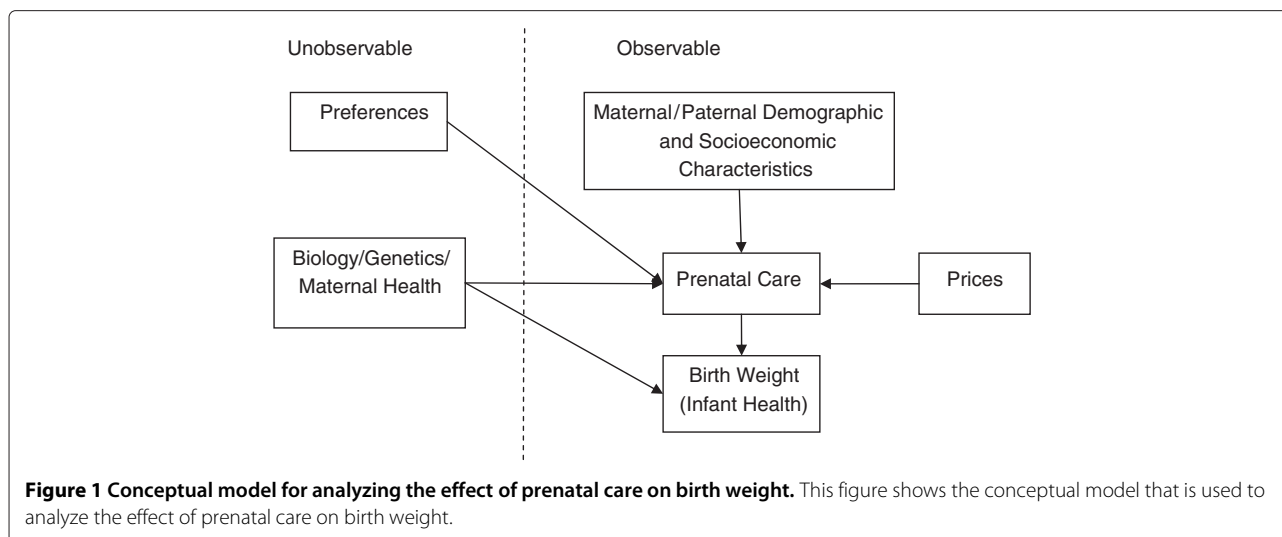 Unobservable
Observable
Preferences
Maternal/Paternal Demographic
and Socioeconomic
Characteristics
Biology/Genetics/
Maternal Health
Prenatal Care
Prices
Birth Weight
(Infant Health)
Figure 1 Conceptual model for analyzing the effect of prenatal care on birth weight. This figure shows the conceptual model that is used to
analyze the effect of prenatal care on birth weight.